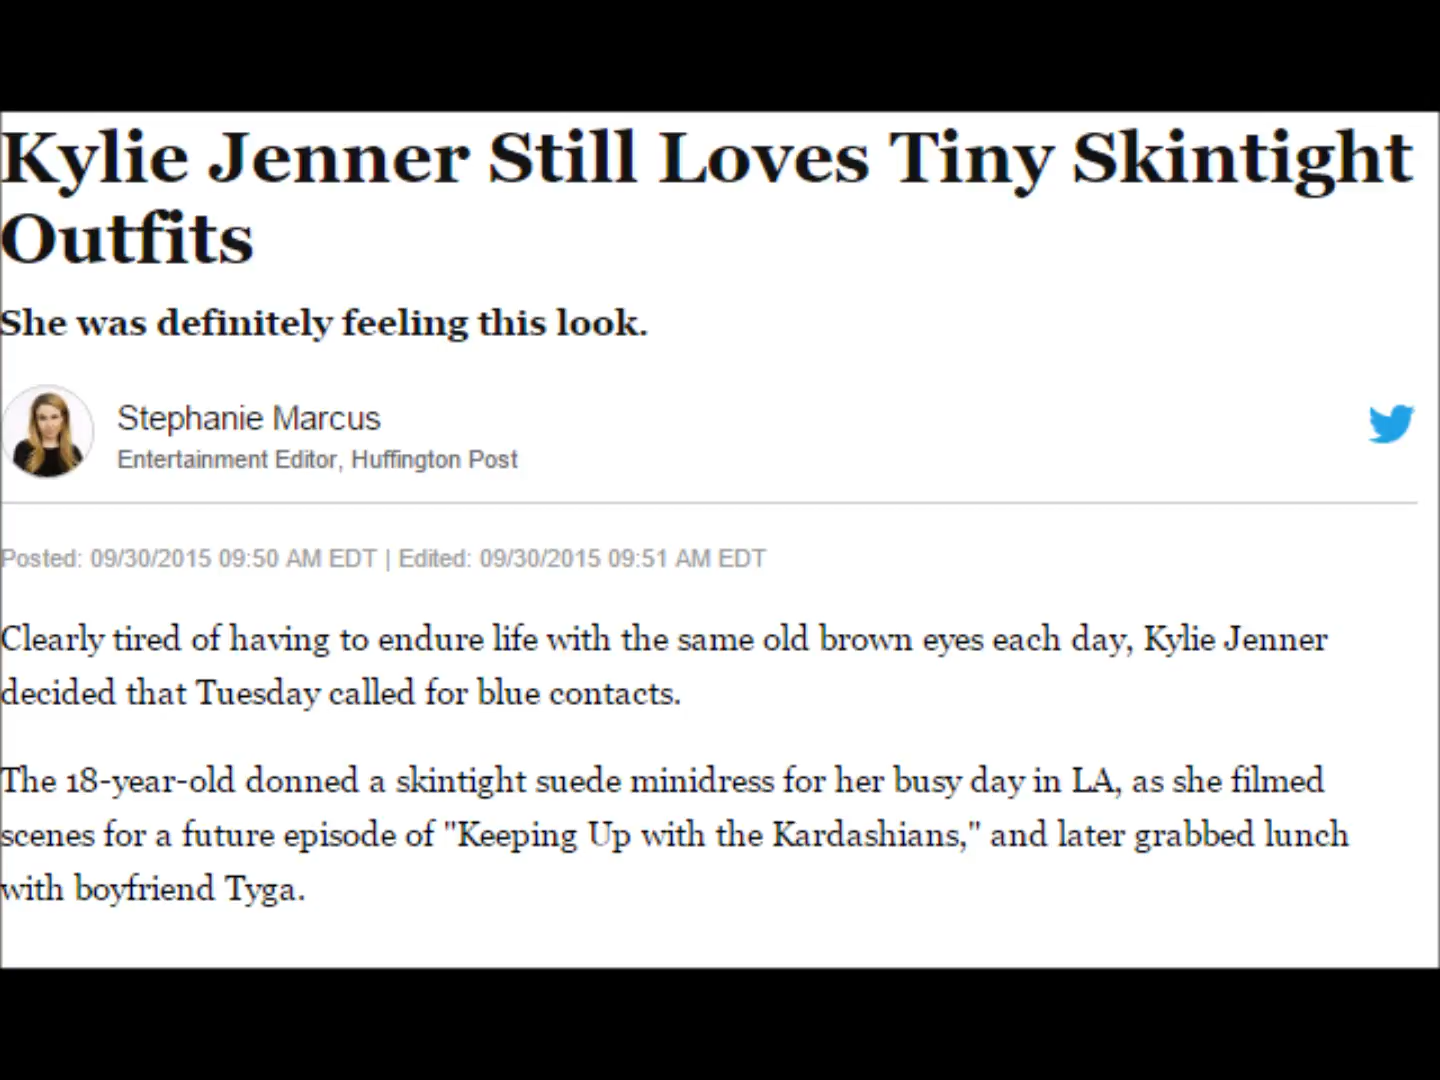 Kylie Jenner Still Loves Tiny Skintight
Outfits
She was definitely feeling this look.
Stephanie Marcus
Entertainment Editor, Huffington Post
Posted: 09/30/2015 09:50 AM EDT | Edited: 09/30/2015 09:51 AM EDT
Clearly tired of having to endure life with the same old brown eyes each day, Kylie Jenner
decided that Tuesday called for blue contacts.
The 18-year-old donned a skintight suede minidress for her busy day in LA, as she filmed
scenes for a future episode of "Keeping Up with the Kardashians," and later grabbed lunch
with boyfriend Tyga.